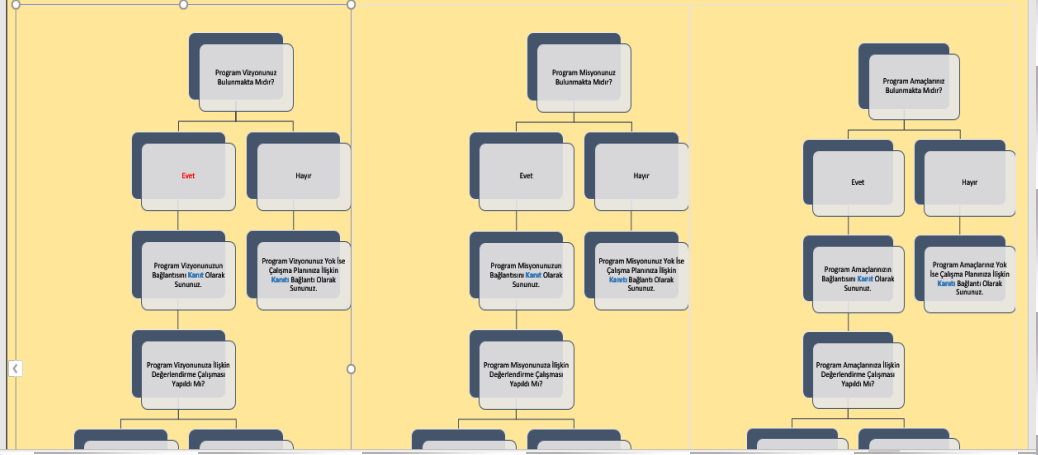 Program Vizyonunuz
Bulunmakta Mıdır?
Evet
Hayır
Program Vizyonunuzun
Bağlantısını Kanıt Olarak
Sununuz.
Program Vizyonunuz Yok İse
Çalışma Planınıza İlişkin
Kanıtı Bağlantı Olarak
Sununuz.
Program Vizyonunuza İlişkin
Değerlendirme Çalışması
Yapıldı Mı?
Program Misyonunuz
Bulunmakta Mıdır?
Evet
Hayır
Program Misyonunuzun
Bağlantısını Kanıt Olarak
Sununuz.
Program Misyonunuz Yok İse
Çalışma Planınıza İlişkin
Kanıtı Bağlantı Olarak
Sununuz.
Program Misyonunuza İlişkin
Değerlendirme Çalışması
Yapıldı Mı?
Program Amaçlarınız
Bulunmakta Mıdır?
Evet
Hayır
Program Amaçlarınızın
Bağlantısını Kanıt Olarak
Sununuz.
Program Amaçlarınız Yok
İse Çalışma Planınıza İlişkin
Kanıtı Bağlantı Olarak
Sununuz.
Program Amaçlarınıza İlişkin
Değerlendirme Çalışması
Yapıldı Mı?